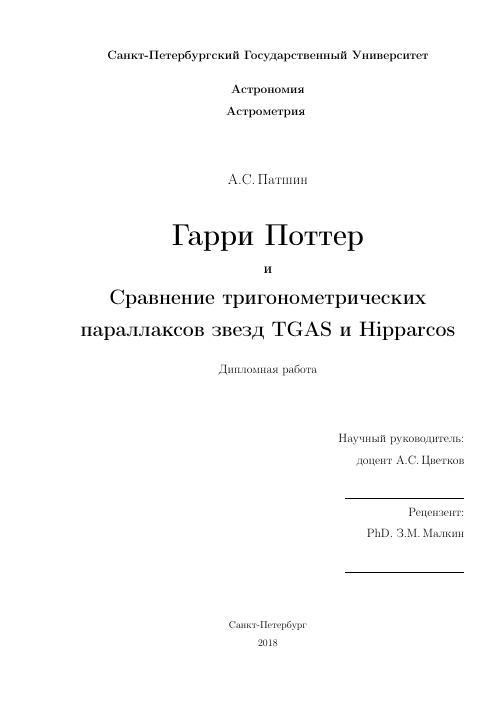 Санкт-Петербургский Государственный Университет
Астрономия
Астрометрия
А.С. Патшин
Гарри Поттер
и
Сравнение тригонометрических
параллаксов звезд TGAS и Hipparcos
Дипломная работа
Научный руководитель:
доцент А.С. Цветков
Рецензент:
PhD. З.М. Малкин
Санкт-Петербург
2018